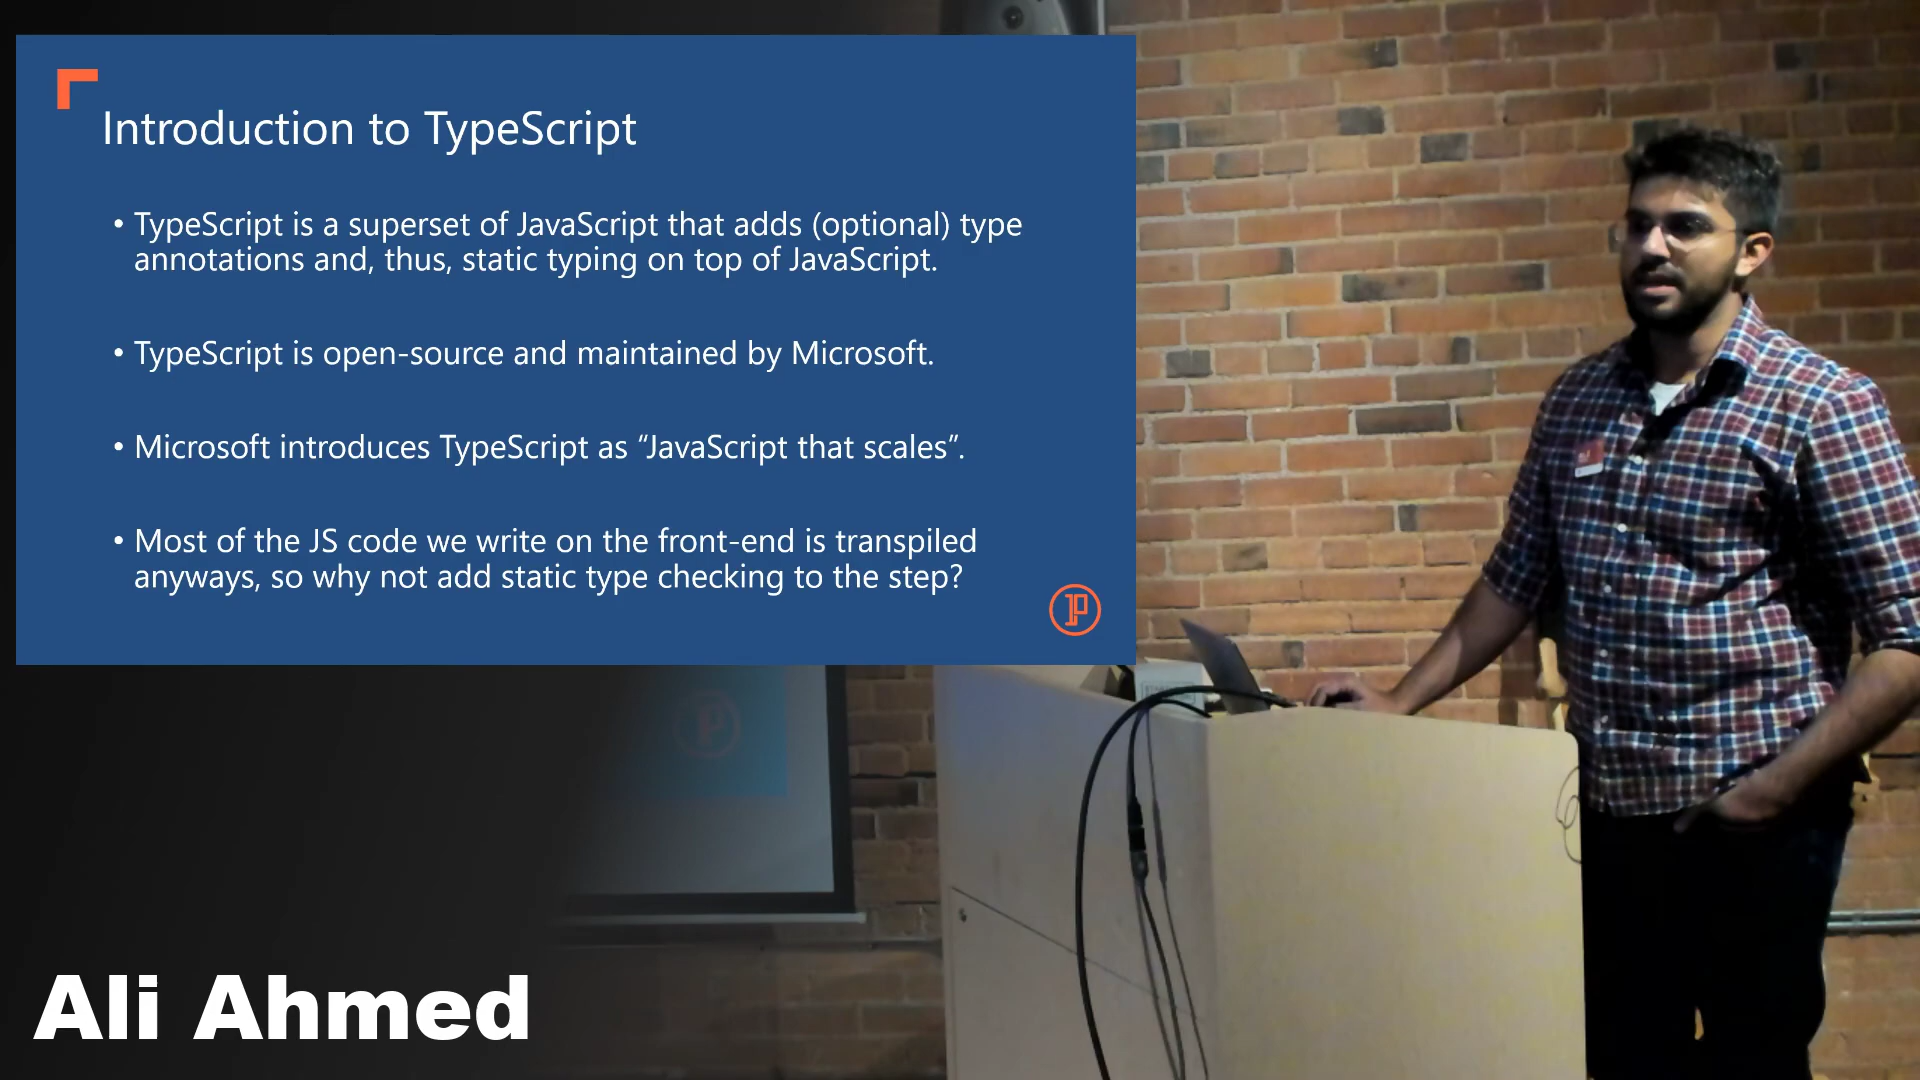 Introduction to TypeScript
• TypeScript is a superset of JavaScript that adds (optional) type
annotations and, thus, static typing on top of JavaScript.
• TypeScript is open-source and maintained by Microsoft.
• Microsoft introduces TypeScript as “JavaScript that scales”.
• Most of the JS code we write on the front-end is transpiled
anyways, so why not add static type checking to the step?
Ali Ahmed